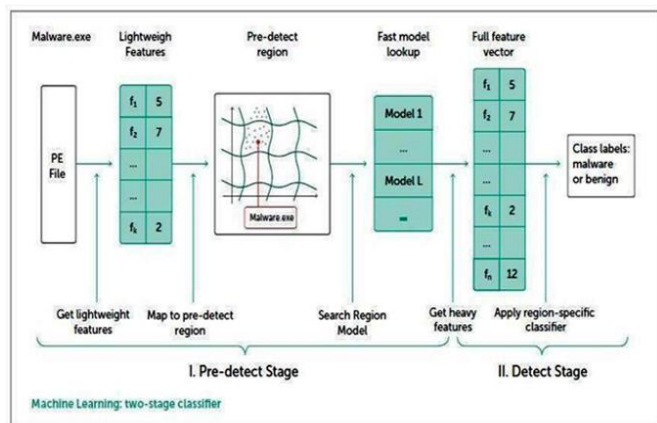 Malware.exe
Lightweigh
Features
Pre-detect
region
Fast model
lookup
Full feature
vector
PE
File
f₁ 5
f₂ 7
...
...
fₖ 2
Malware.exe
Model 1
...
Model L
...
f₁ 5
f₂ 7
...
...
fₖ 2
...
fₙ 12
Class labels:
malware
or benign
Get lightweight
features
Map to pre-detect
region
Search Region
Model
Get heavy
features
Apply region-specific
classifier
I. Pre-detect Stage
II. Detect Stage
Machine Learning: two-stage classifier